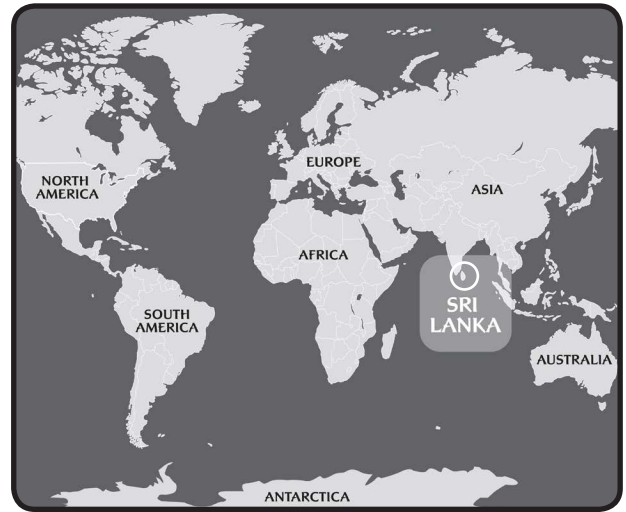 EUROPE
NORTH
AMERICA
ASIA
AFRICA
SRI
LANKA
SOUTH
AMERICA
AUSTRALIA
ANTARCTICA